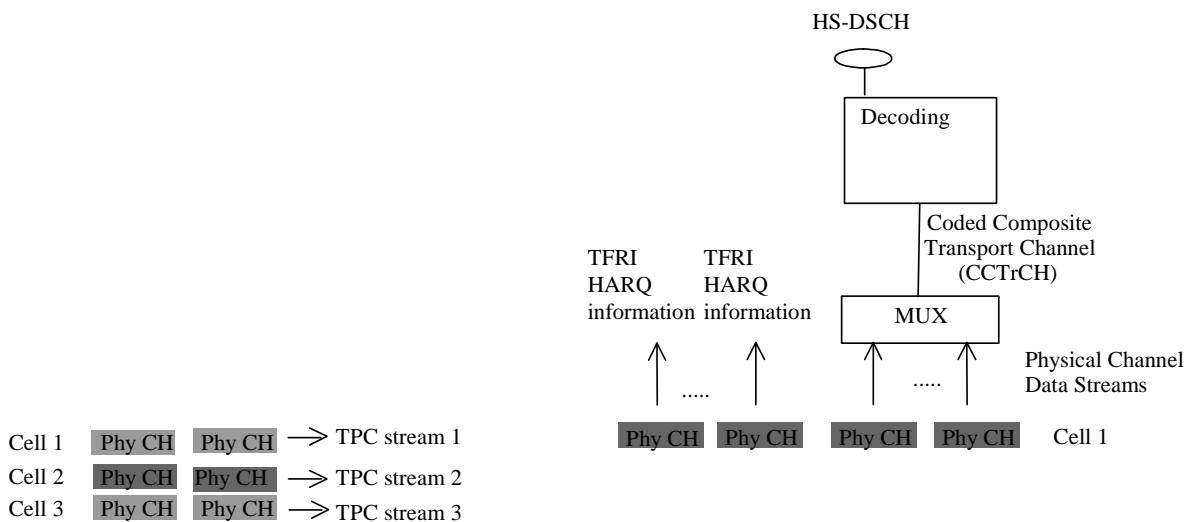 HS-DSCH
Decoding
Coded Composite
Transport Channel
(CCTrCH)
TFRI
HARQ
information
TFRI
HARQ
information
MUX
Physical Channel
Data Streams
.....
.....
Phy CH
Phy CH
Phy CH
Phy CH
Cell 1
Cell 1 Phy CH Phy CH TPC stream 1
Cell 2 Phy CH Phy CH TPC stream 2
Cell 3 Phy CH Phy CH TPC stream 3